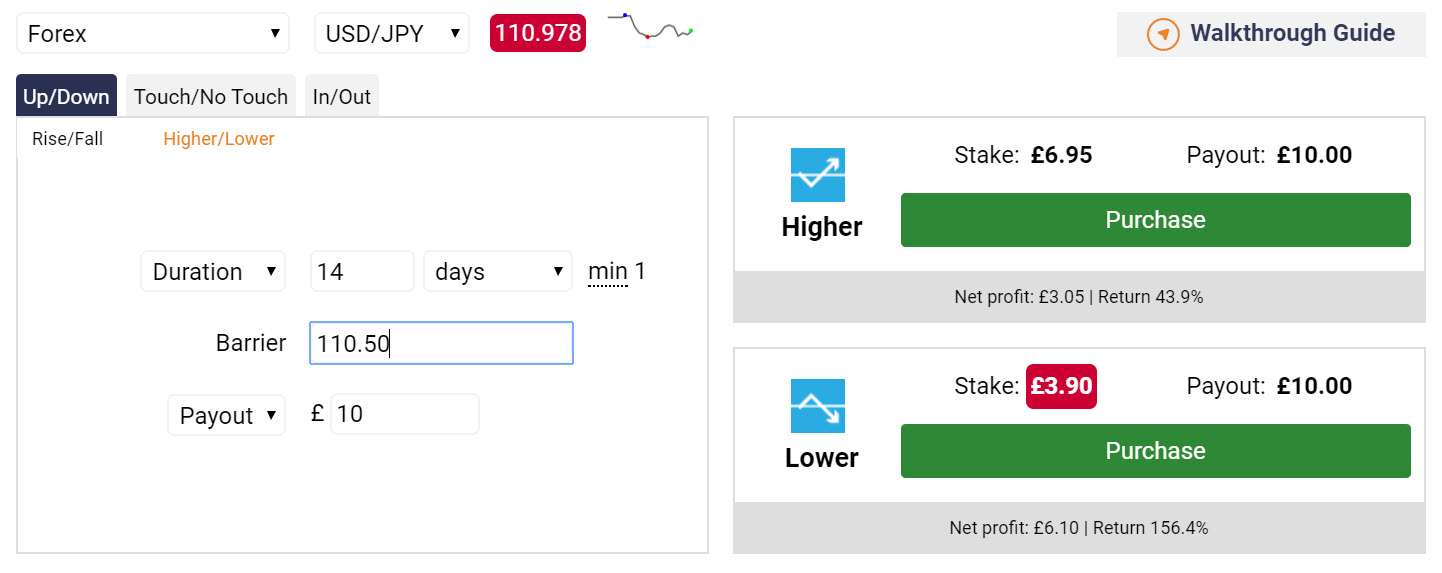 Forex USD/JPY 110.978 Walkthrough Guide
Up/Down Touch/No Touch In/Out
Rise/Fall Higher/Lower
Duration 14 days min 1
Barrier 110.50
Payout £ 10
Stake: £6.95 Payout: £10.00
Purchase
Higher
Net profit: £3.05 | Return 43.9%
Stake: £3.90 Payout: £10.00
Purchase
Lower
Net profit: £6.10 | Return 156.4%